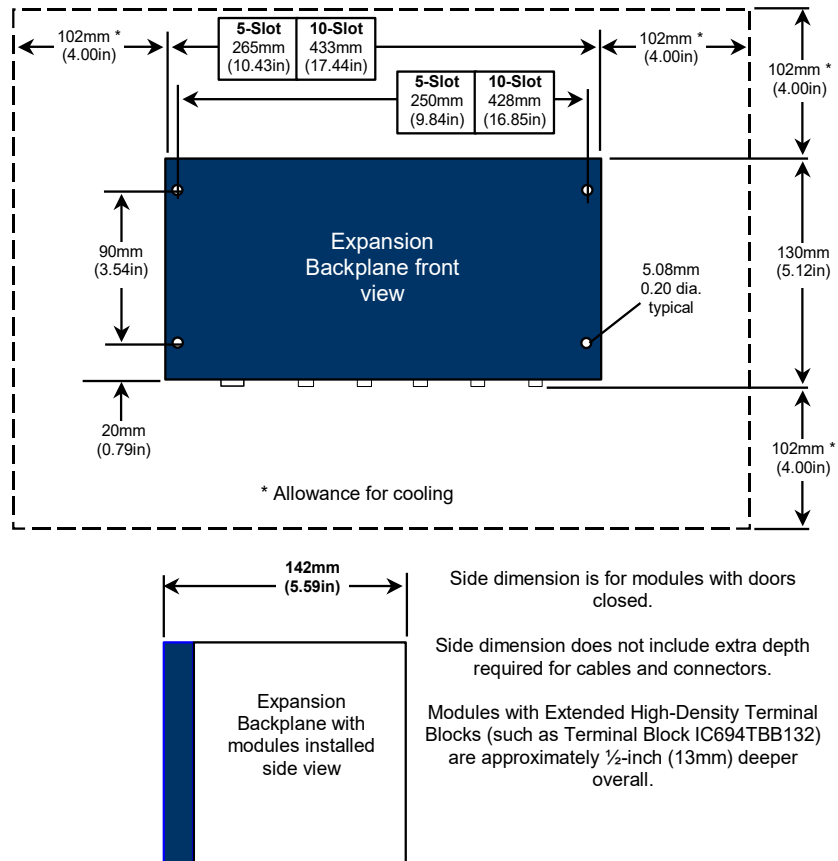 102mm *
(4.00in)
5-Slot
265mm
(10.43in)
10-Slot
433mm
(17.44in)
102mm *
(4.00in)
102mm *
(4.00in)
5-Slot
250mm
(9.84in)
10-Slot
428mm
(16.85in)
90mm
(3.54in)
Expansion
Backplane front
view
5.08mm
0.20 dia.
typical
130mm
(5.12in)
20mm
(0.79in)
102mm *
(4.00in)
* Allowance for cooling
142mm
(5.59in)
Expansion
Backplane with
modules installed
side view
Side dimension is for modules with doors
closed.
Side dimension does not include extra depth
required for cables and connectors.
Modules with Extended High-Density Terminal
Blocks (such as Terminal Block IC694TBB132)
are approximately ½-inch (13mm) deeper
overall.